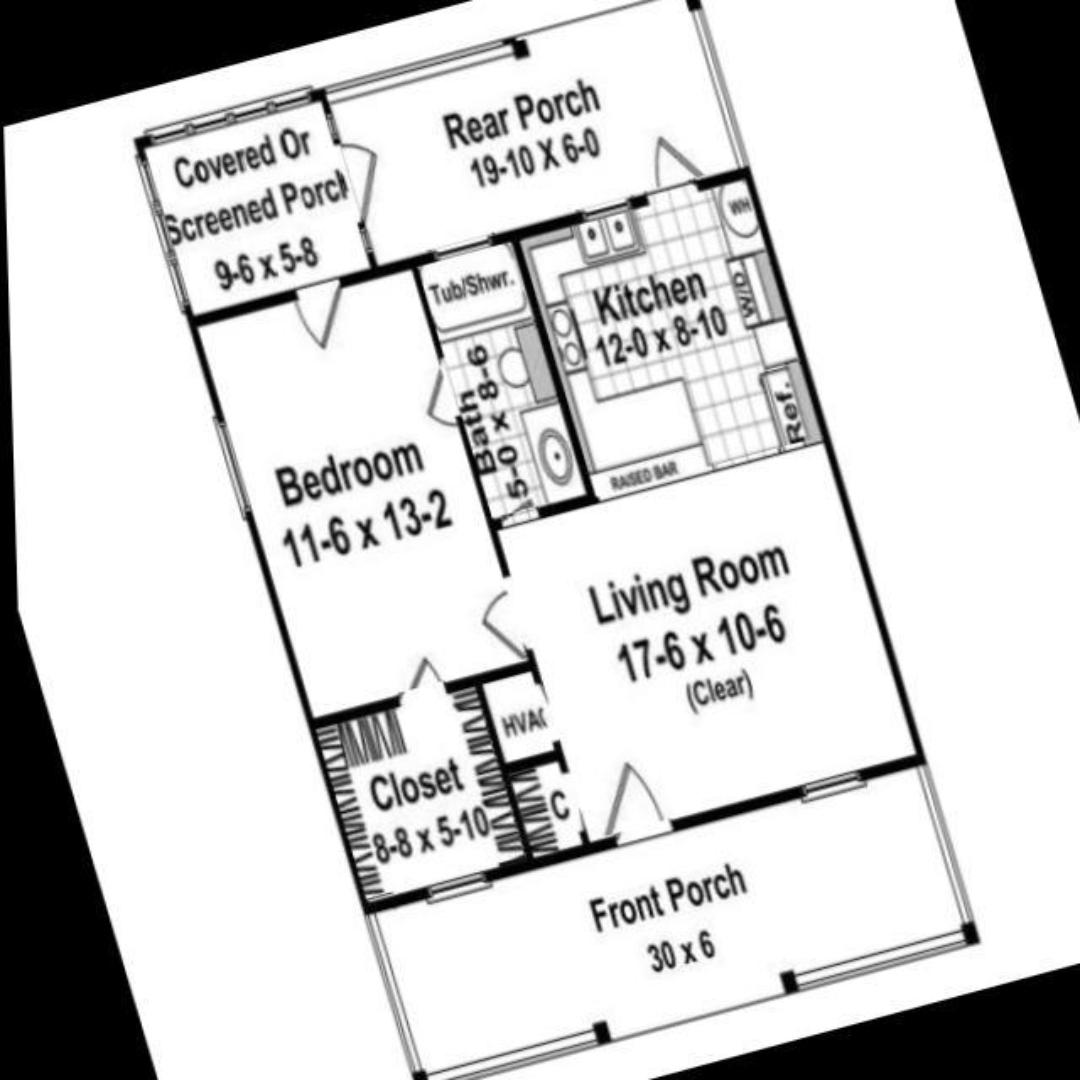 Rear Porch
19-10 X 6-0
Covered Or
Screened Porch
9-6 x 5-8
WH
Tub/Shwr.
Kitchen
12-0 x 8-10
W/D
Bath
5-0 x 8-6
Ref.
RAISED BAR
Bedroom
11-6 x 13-2
Living Room
17-6 x 10-6
(Clear)
HVAC
Closet
8-8 x 5-10
C
Front Porch
30 x 6